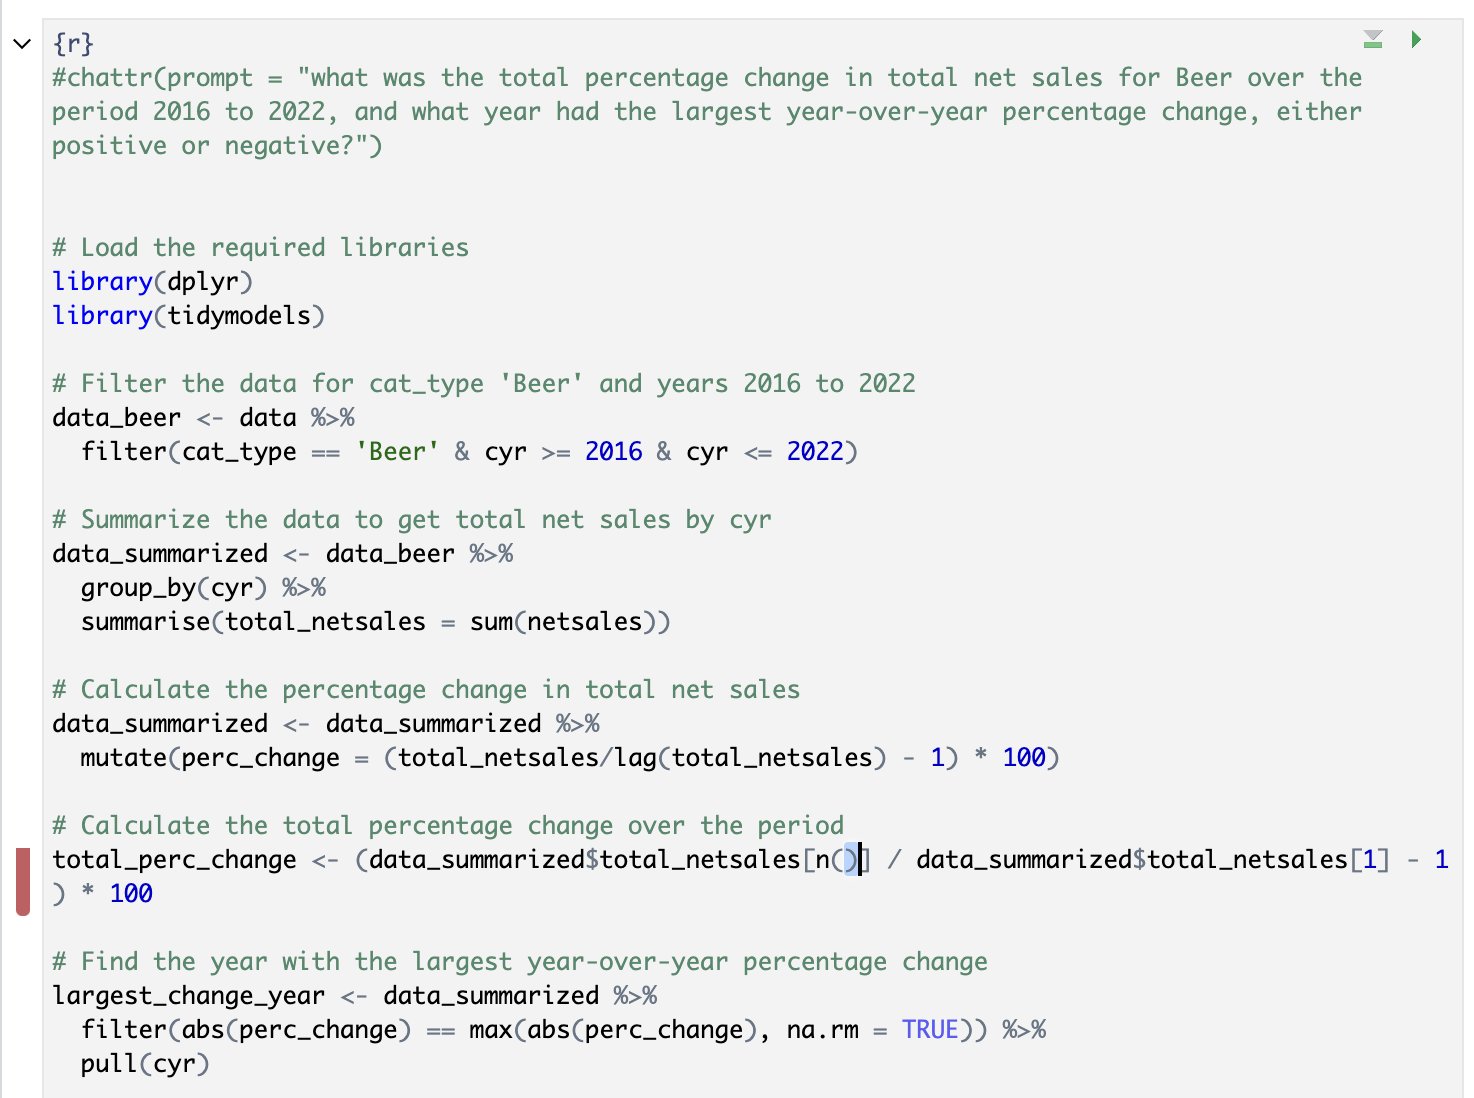 {r}
#chattr(prompt = "what was the total percentage change in total net sales for Beer over the
period 2016 to 2022, and what year had the largest year-over-year percentage change, either
positive or negative?")
# Load the required libraries
library(dplyr)
library(tidymodels)
# Filter the data for cat_type 'Beer' and years 2016 to 2022
data_beer <- data %>%
  filter(cat_type == 'Beer' & cyr >= 2016 & cyr <= 2022)
# Summarize the data to get total net sales by cyr
data_summarized <- data_beer %>%
  group_by(cyr) %>%
  summarise(total_netsales = sum(netsales))
# Calculate the percentage change in total net sales
data_summarized <- data_summarized %>%
  mutate(perc_change = (total_netsales/lag(total_netsales) - 1) * 100)
# Calculate the total percentage change over the period
total_perc_change <- (data_summarized$total_netsales[n()] / data_summarized$total_netsales[1] - 1
) * 100
# Find the year with the largest year-over-year percentage change
largest_change_year <- data_summarized %>%
  filter(abs(perc_change) == max(abs(perc_change), na.rm = TRUE)) %>%
  pull(cyr)